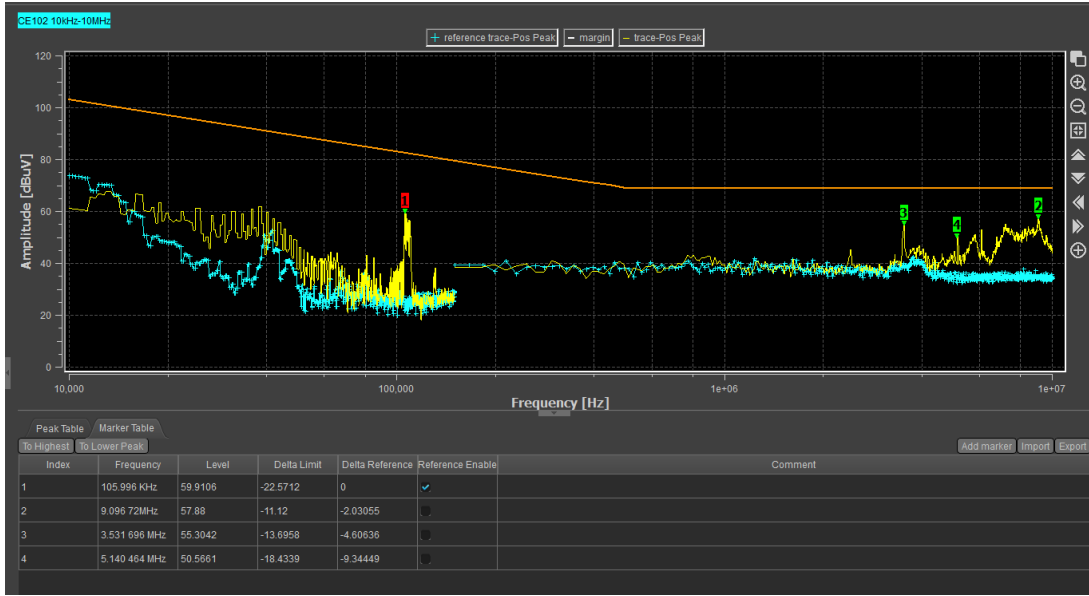 CE102 10kHz-10MHz
reference trace-Pos Peak margin trace-Pos Peak
120
100
80
60
40
20
0
Amplitude [dBuV]
1
3
4
2
10,000 100,000 1e+06 1e+07
Frequency [Hz]
Peak Table Marker Table
To Highest To Lower Peak Add marker Import Export
Index Frequency Level Delta Limit Delta Reference Reference Enable Comment
1 105.996 KHz 59.9106 -22.5712 0
2 9.096 72MHz 57.88 -11.12 -2.03055
3 3.531 696 MHz 55.3042 -13.6958 -4.60636
4 5.140 464 MHz 50.5661 -18.4339 -9.34449